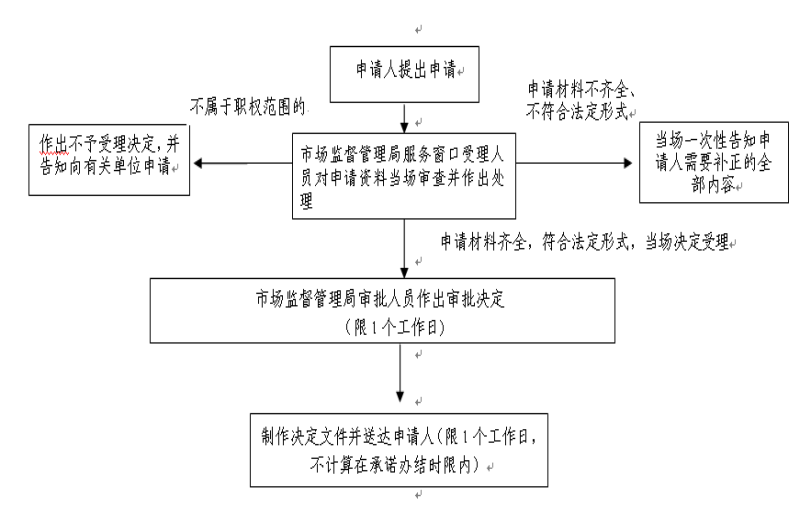 申请人提出申请
不属于职权范围的
申请材料不齐全、
不符合法定形式
作出不予受理决定,并
告知向有关单位申请
市场监督管理局服务窗口受理人
员对申请资料当场审查并作出处
理
当场一次性告知申
请人需要补正的全
部内容
申请材料齐全，符合法定形式，当场决定受理
市场监督管理局审批人员作出审批决定
(限1个工作日)
制作决定文件并送达申请人(限1个工作日,
不计算在承诺办结时限内)